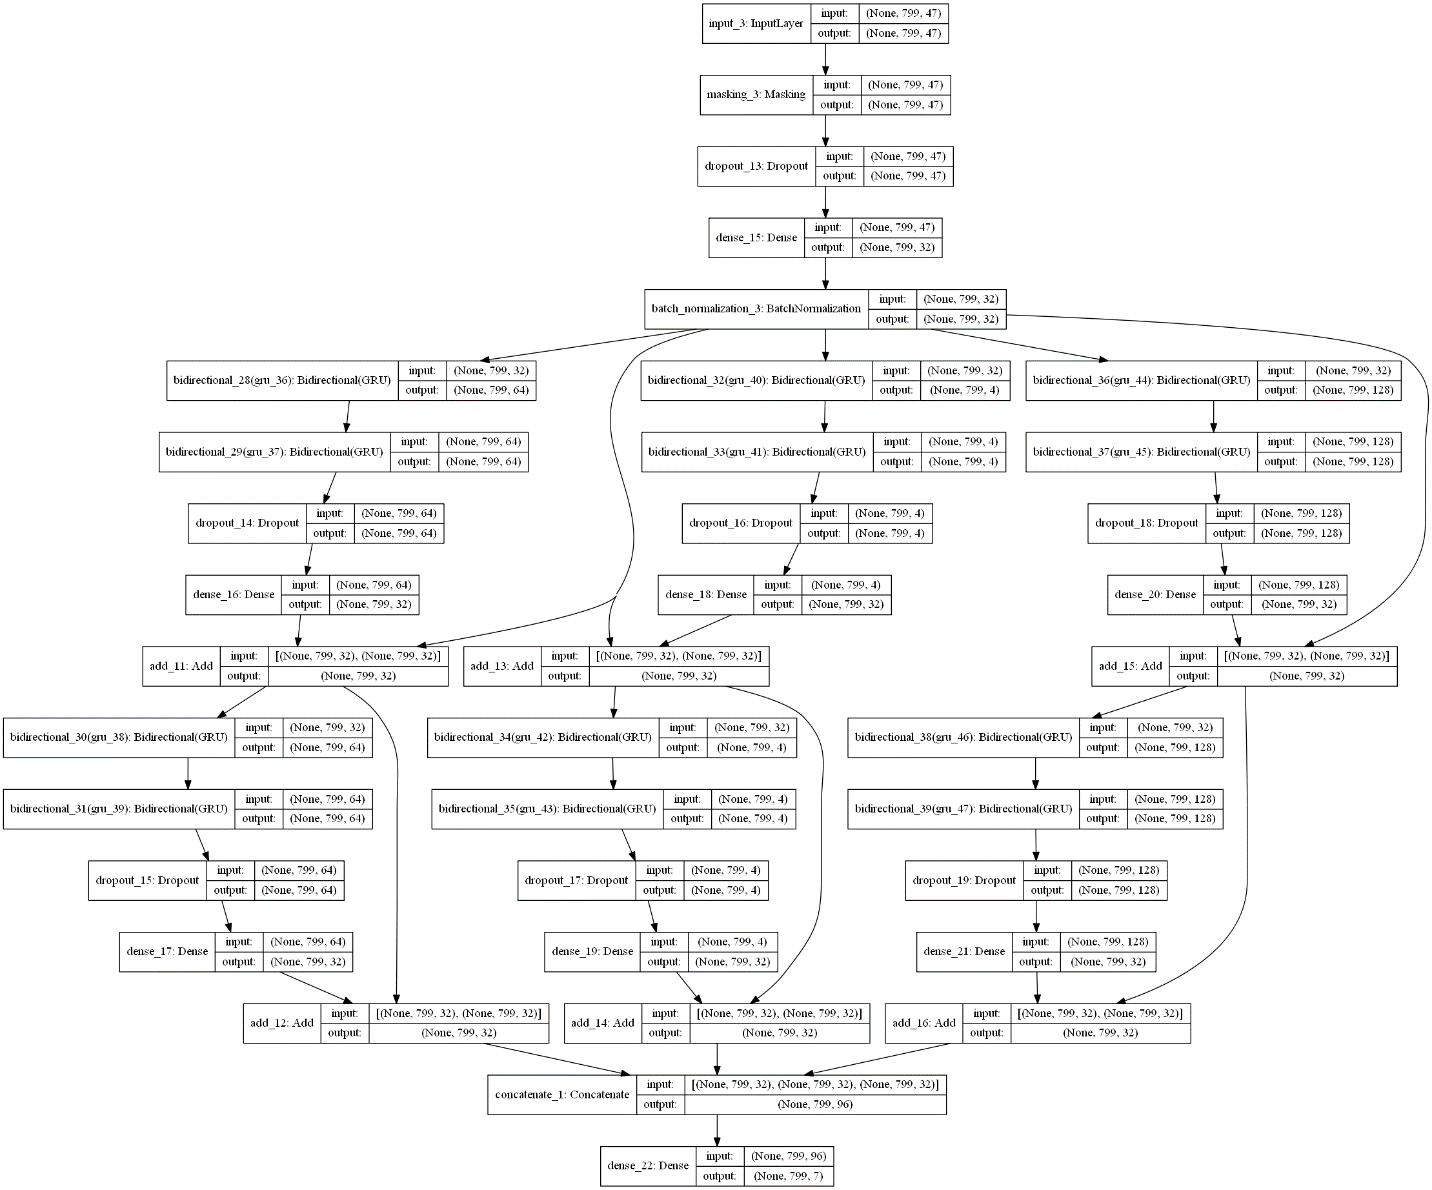 input_3: InputLayer
input: (None, 799, 47)
output: (None, 799, 47)
masking_3: Masking
input: (None, 799, 47)
output: (None, 799, 47)
dropout_13: Dropout
input: (None, 799, 47)
output: (None, 799, 47)
dense_15: Dense
input: (None, 799, 47)
output: (None, 799, 32)
batch_normalization_3: BatchNormalization
input: (None, 799, 32)
output: (None, 799, 32)
bidirectional_28(gru_36): Bidirectional(GRU)
input: (None, 799, 32)
output: (None, 799, 64)
bidirectional_32(gru_40): Bidirectional(GRU)
input: (None, 799, 32)
output: (None, 799, 4)
bidirectional_36(gru_44): Bidirectional(GRU)
input: (None, 799, 32)
output: (None, 799, 128)
bidirectional_29(gru_37): Bidirectional(GRU)
input: (None, 799, 64)
output: (None, 799, 64)
bidirectional_33(gru_41): Bidirectional(GRU)
input: (None, 799, 4)
output: (None, 799, 4)
bidirectional_37(gru_45): Bidirectional(GRU)
input: (None, 799, 128)
output: (None, 799, 128)
dropout_14: Dropout
input: (None, 799, 64)
output: (None, 799, 64)
dropout_16: Dropout
input: (None, 799, 4)
output: (None, 799, 4)
dropout_18: Dropout
input: (None, 799, 128)
output: (None, 799, 128)
dense_16: Dense
input: (None, 799, 64)
output: (None, 799, 32)
dense_18: Dense
input: (None, 799, 4)
output: (None, 799, 32)
dense_20: Dense
input: (None, 799, 128)
output: (None, 799, 32)
add_11: Add
input: [(None, 799, 32), (None, 799, 32)]
output: (None, 799, 32)
add_13: Add
input: [(None, 799, 32), (None, 799, 32)]
output: (None, 799, 32)
add_15: Add
input: [(None, 799, 32), (None, 799, 32)]
output: (None, 799, 32)
bidirectional_30(gru_38): Bidirectional(GRU)
input: (None, 799, 32)
output: (None, 799, 64)
bidirectional_34(gru_42): Bidirectional(GRU)
input: (None, 799, 32)
output: (None, 799, 4)
bidirectional_38(gru_46): Bidirectional(GRU)
input: (None, 799, 32)
output: (None, 799, 128)
bidirectional_31(gru_39): Bidirectional(GRU)
input: (None, 799, 64)
output: (None, 799, 64)
bidirectional_35(gru_43): Bidirectional(GRU)
input: (None, 799, 4)
output: (None, 799, 4)
bidirectional_39(gru_47): Bidirectional(GRU)
input: (None, 799, 128)
output: (None, 799, 128)
dropout_15: Dropout
input: (None, 799, 64)
output: (None, 799, 64)
dropout_17: Dropout
input: (None, 799, 4)
output: (None, 799, 4)
dropout_19: Dropout
input: (None, 799, 128)
output: (None, 799, 128)
dense_17: Dense
input: (None, 799, 64)
output: (None, 799, 32)
dense_19: Dense
input: (None, 799, 4)
output: (None, 799, 32)
dense_21: Dense
input: (None, 799, 128)
output: (None, 799, 32)
add_12: Add
input: [(None, 799, 32), (None, 799, 32)]
output: (None, 799, 32)
add_14: Add
input: [(None, 799, 32), (None, 799, 32)]
output: (None, 799, 32)
add_16: Add
input: [(None, 799, 32), (None, 799, 32)]
output: (None, 799, 32)
concatenate_1: Concatenate
input: [(None, 799, 32), (None, 799, 32), (None, 799, 32)]
output: (None, 799, 96)
dense_22: Dense
input: (None, 799, 96)
output: (None, 799, 7)